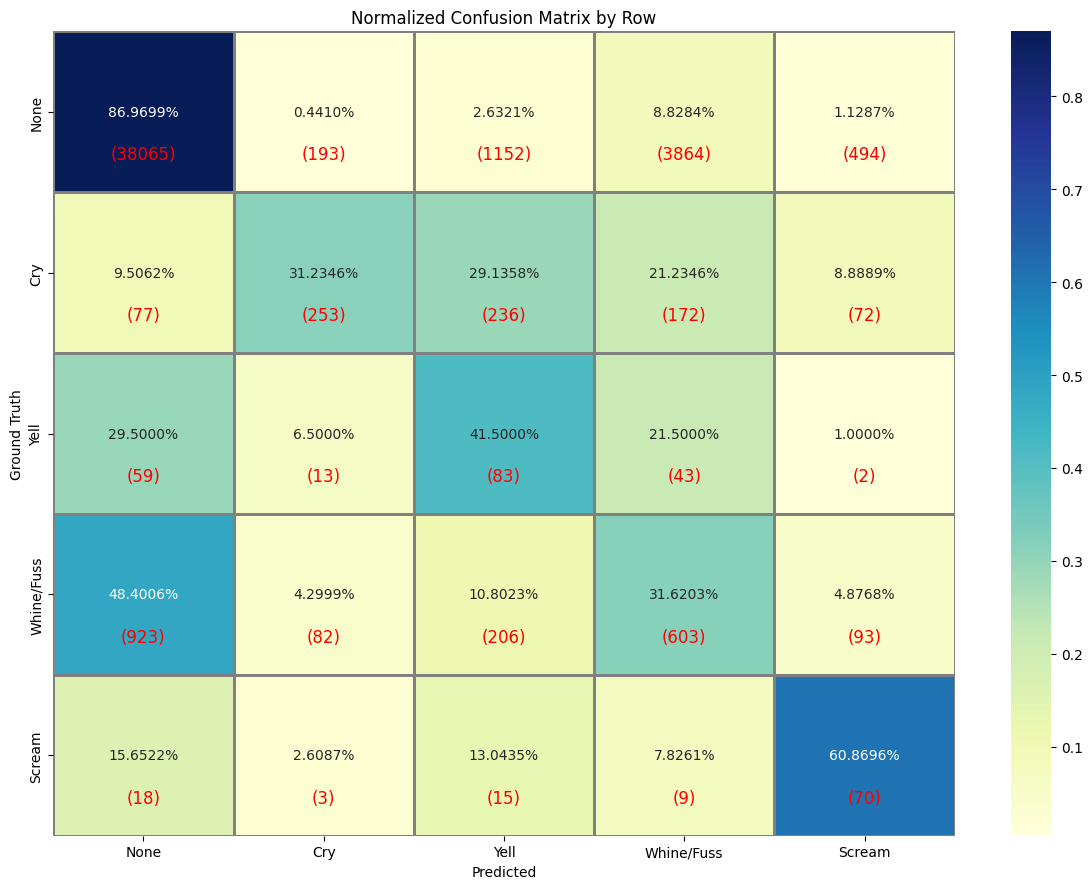 Normalized Confusion Matrix by Row
None
86.9699% 0.4410% 2.6321% 8.8284% 1.1287%
(38065) (193) (1152) (3864) (494)
Cry
9.5062% 31.2346% 29.1358% 21.2346% 8.8889%
(77) (253) (236) (172) (72)
Ground Truth
Yell
29.5000% 6.5000% 41.5000% 21.5000% 1.0000%
(59) (13) (83) (43) (2)
Whine/Fuss
48.4006% 4.2999% 10.8023% 31.6203% 4.8768%
(923) (82) (206) (603) (93)
Scream
15.6522% 2.6087% 13.0435% 7.8261% 60.8696%
(18) (3) (15) (9) (70)
None Cry Yell Whine/Fuss Scream
Predicted
0.8
0.7
0.6
0.5
0.4
0.3
0.2
0.1